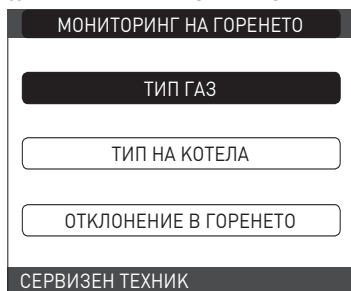 МОНИТОРИНГ НА ГОРЕНЕТО
ТИП ГАЗ
ТИП НА КОТЕЛА
ОТКЛОНЕНИЕ В ГОРЕНЕТО
СЕРВИЗЕН ТЕХНИК